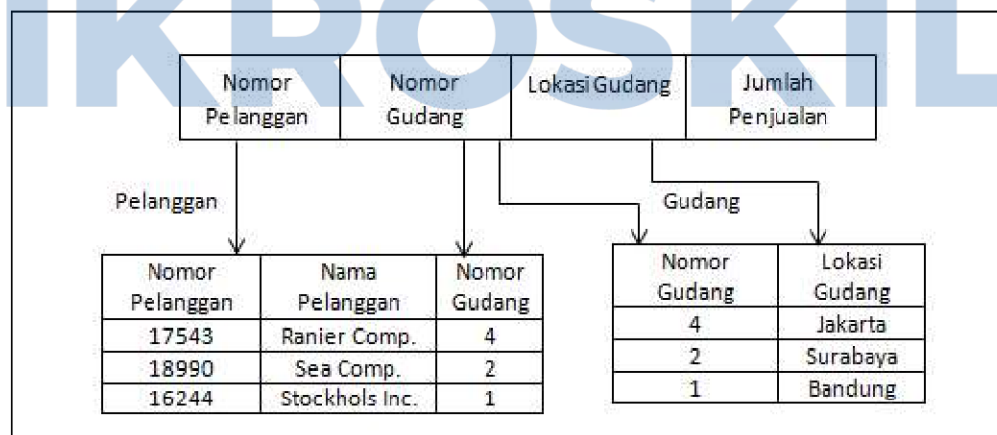 IKROSKIL
Nomor Pelanggan Nomor Gudang Lokasi Gudang Jumlah Penjualan
Pelanggan Gudang
Nomor Pelanggan Nama Pelanggan Nomor Gudang
17543 Ranier Comp. 4
18990 Sea Comp. 2
16244 Stockhols Inc. 1
Nomor Gudang Lokasi Gudang
4 Jakarta
2 Surabaya
1 Bandung